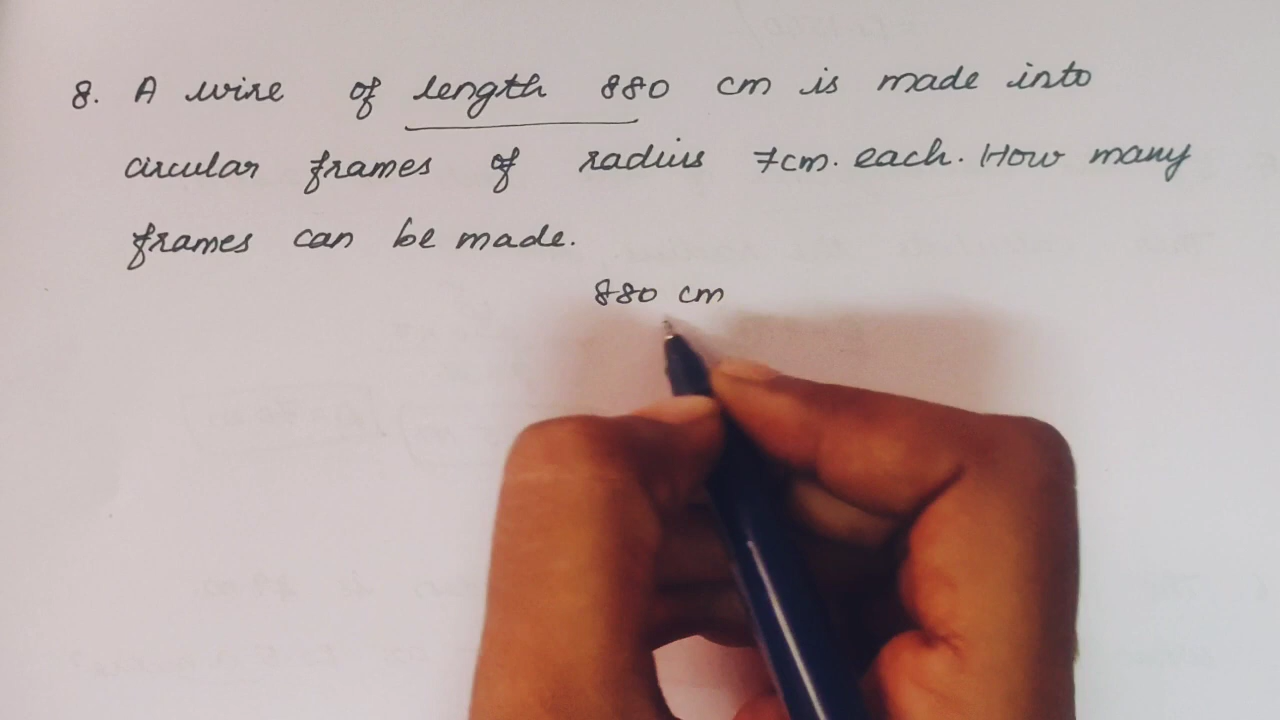 8. A wire of length 880 cm is made into
circular frames of radius 7cm. each. How many
frames can be made.
880 cm